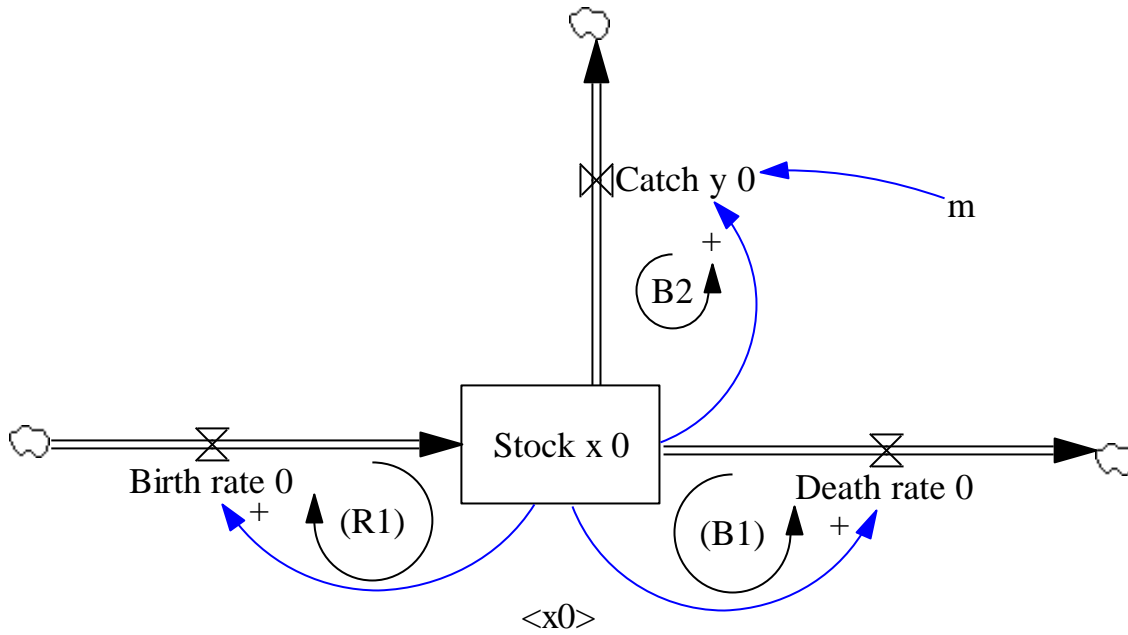 Catch y 0
m
+
B2
Stock x 0
Birth rate 0
+
(R1)
Death rate 0
+
(B1)
<x0>